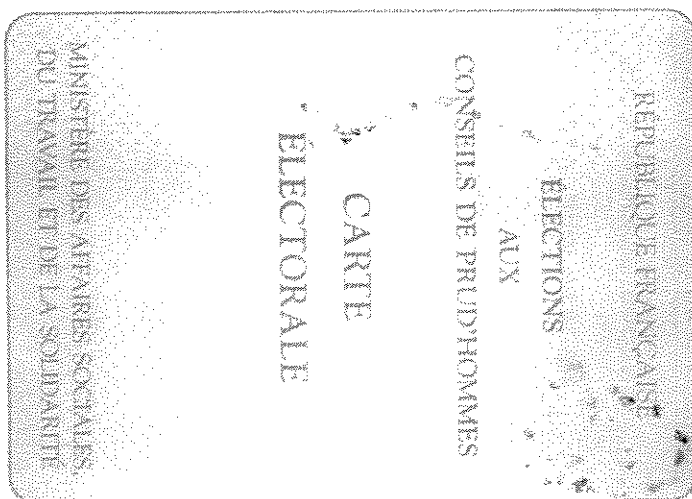 REPUBLIQUE FRANÇAISE
ELECTIONS
AUX
CONSEILS DE PRUD'HOMMES
CARTE
ELECTORALE
MINISTERE DES AFFAIRES SOCIALES,
DU TRAVAIL ET DE LA SOLIDARITE